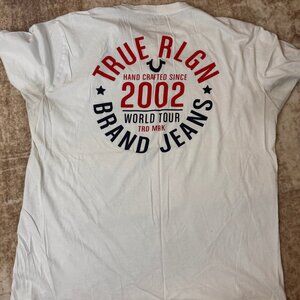 TRUE RLGN
HAND CRAFTED SINCE
2002
WORLD TOUR
TRD MRK
BRAND JEANS